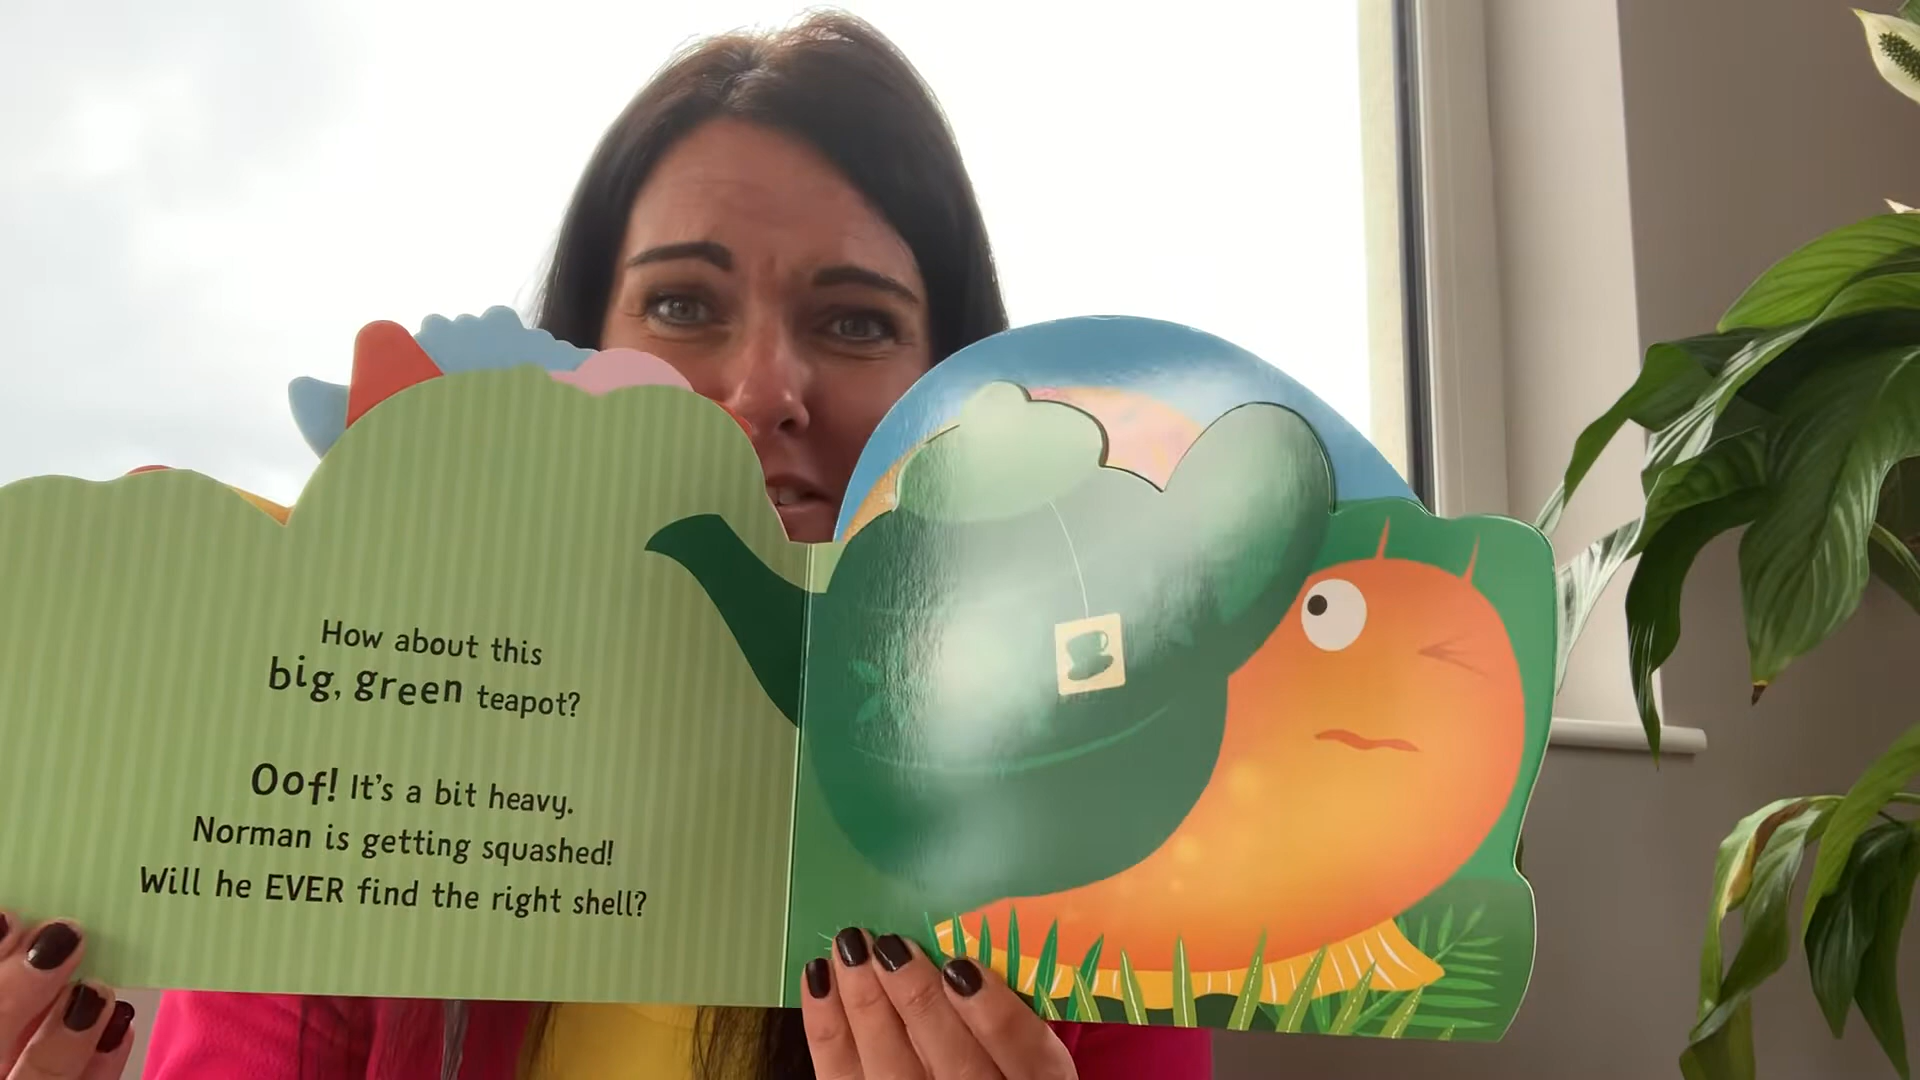 How about this
big, green teapot?
Oof! It's a bit heavy.
Norman is getting squashed!
Will he EVER find the right shell?